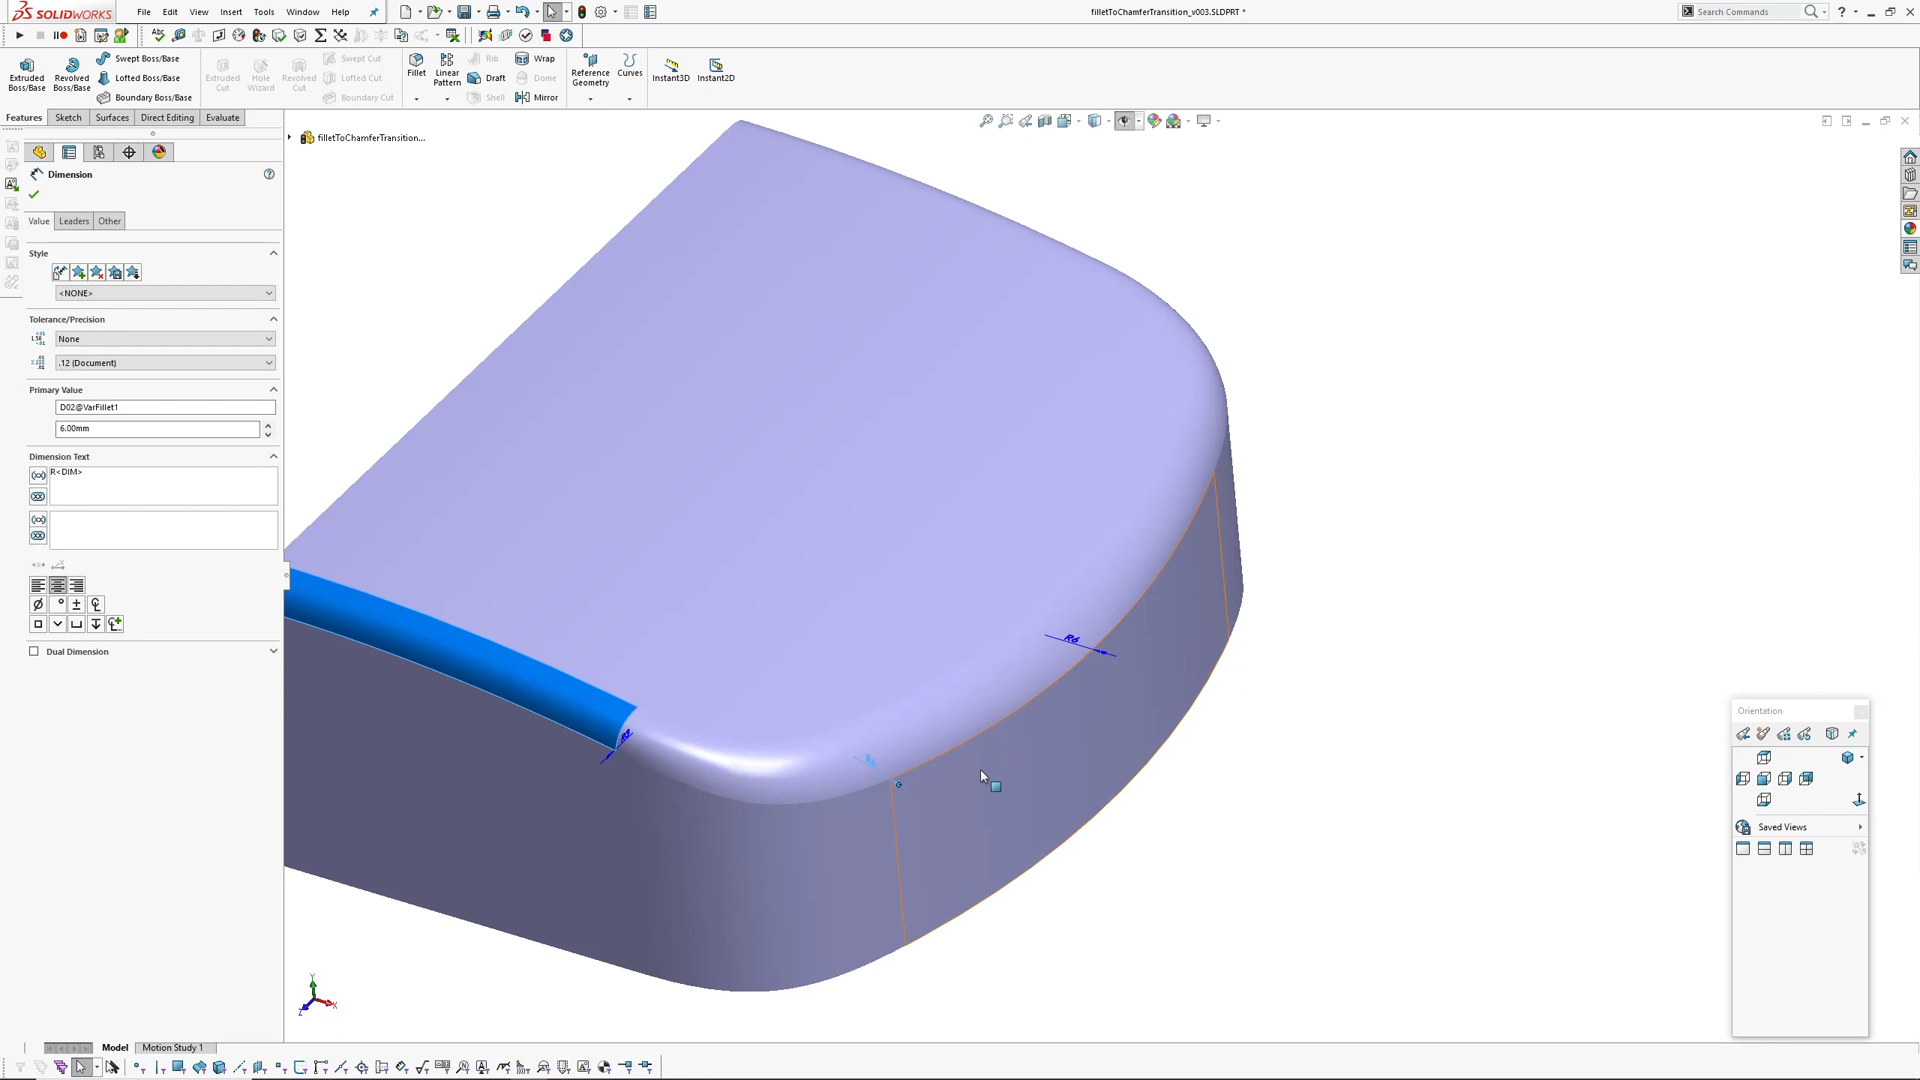 SOLIDWORKS File Edit View Insert Tools Window Help filletToChamferTransition_v003.SLDPRT * Search Commands
Extruded Boss/Base
Revolved Boss/Base
Swept Boss/Base
Lofted Boss/Base
Boundary Boss/Base
Extruded Cut
Hole Wizard
Revolved Cut
Swept Cut
Lofted Cut
Boundary Cut
Fillet
Linear Pattern
Rib
Draft
Shell
Wrap
Dome
Mirror
Reference Geometry
Curves
Instant3D
Instant2D
Features Sketch Surfaces Direct Editing Evaluate
filletToChamferTransition...
Dimension
Value Leaders Other
Style
<NONE>
Tolerance/Precision
None
.12 (Document)
Primary Value
D02@VarFillet1
6.00mm
Dimension Text
R<DIM>
Dual Dimension
R6
Orientation
Saved Views
Y
X
Z
Model Motion Study 1